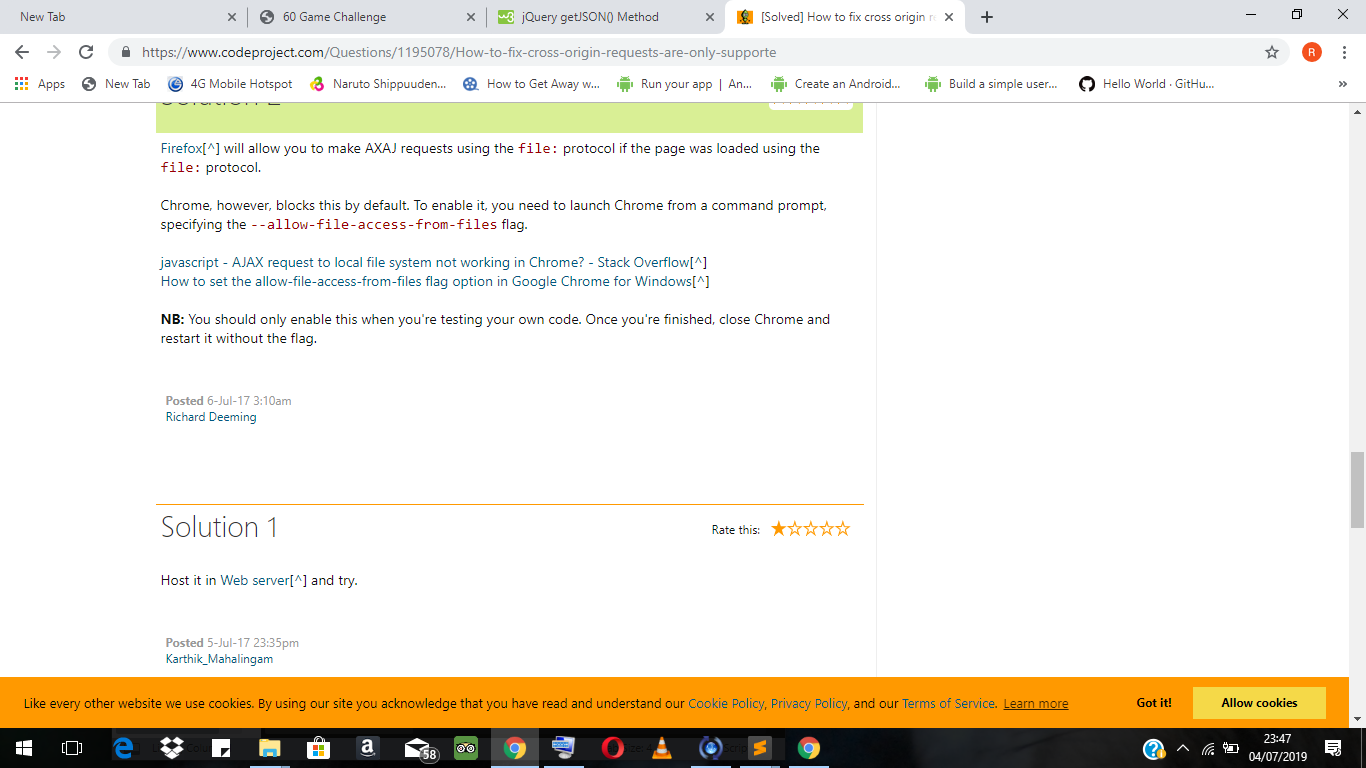 New Tab
60 Game Challenge
jQuery getJSON() Method
[Solved] How to fix cross origin r
https://www.codeproject.com/Questions/1195078/How-to-fix-cross-origin-requests-are-only-supporte
R
Apps
New Tab
4G Mobile Hotspot
Naruto Shippuuden...
How to Get Away w...
Run your app | An...
Create an Android...
Build a simple user...
Hello World · GitHu...
»
Solution 2
Firefox[^] will allow you to make AXAJ requests using the file: protocol if the page was loaded using the
file: protocol.
Chrome, however, blocks this by default. To enable it, you need to launch Chrome from a command prompt,
specifying the --allow-file-access-from-files flag.
javascript - AJAX request to local file system not working in Chrome? - Stack Overflow[^]
How to set the allow-file-access-from-files flag option in Google Chrome for Windows[^]
NB: You should only enable this when you're testing your own code. Once you're finished, close Chrome and
restart it without the flag.
Posted 6-Jul-17 3:10am
Richard Deeming
Solution 1
Rate this:
Host it in Web server[^] and try.
Posted 5-Jul-17 23:35pm
Karthik_Mahalingam
Like every other website we use cookies. By using our site you acknowledge that you have read and understand our Cookie Policy, Privacy Policy, and our Terms of Service. Learn more
Got it!
Allow cookies
58
23:47
04/07/2019